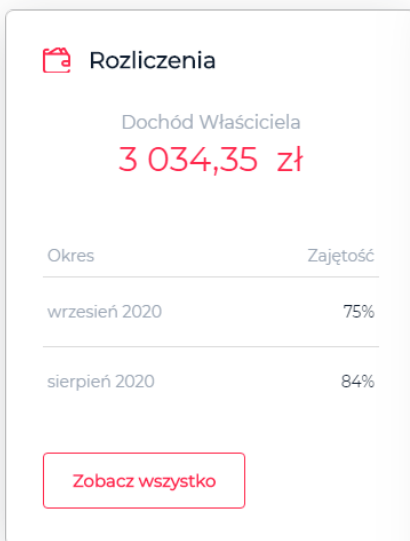 Rozliczenia
Dochód Właściciela
3 034,35 zł
Okres Zajętość
wrzesień 2020 75%
sierpień 2020 84%
Zobacz wszystko